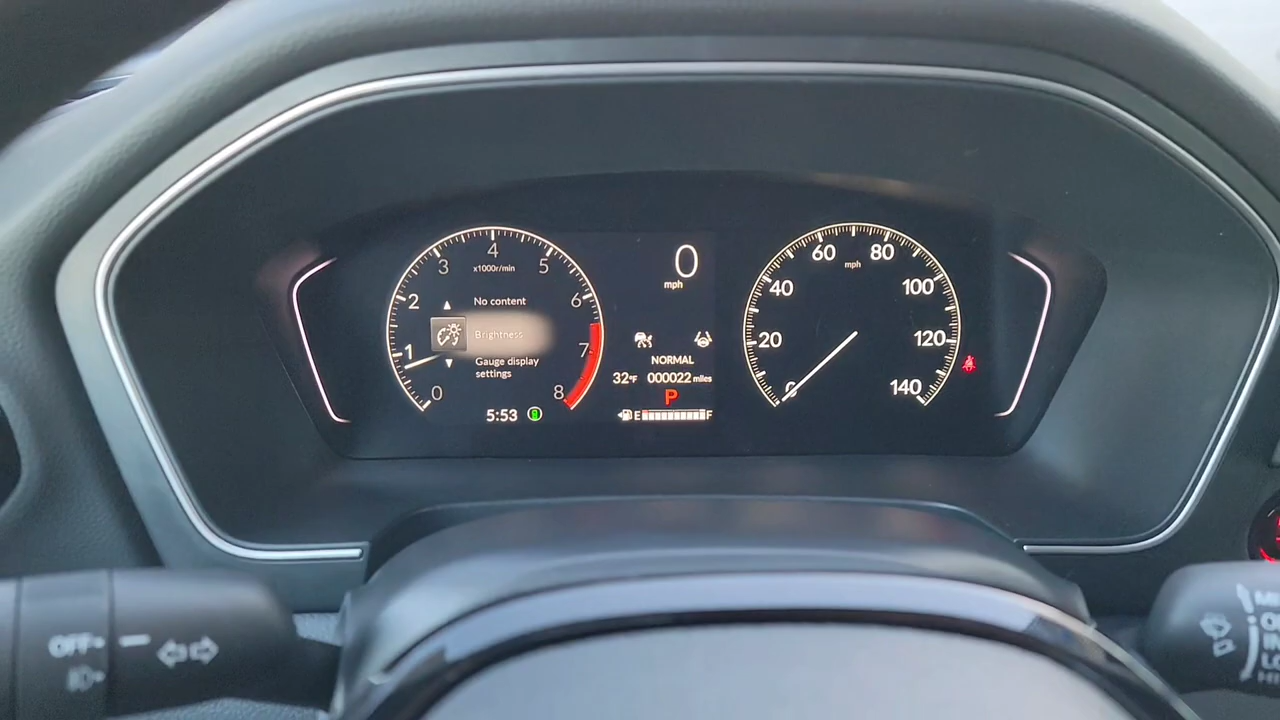 4
3
5
x1000r/min
2
6
No content
Brightness
1
7
Gauge display
settings
0
8
5:53
0
mph
NORMAL
32°F
000022 miles
P
E
F
60
80
mph
40
100
20
120
0
140
OFF